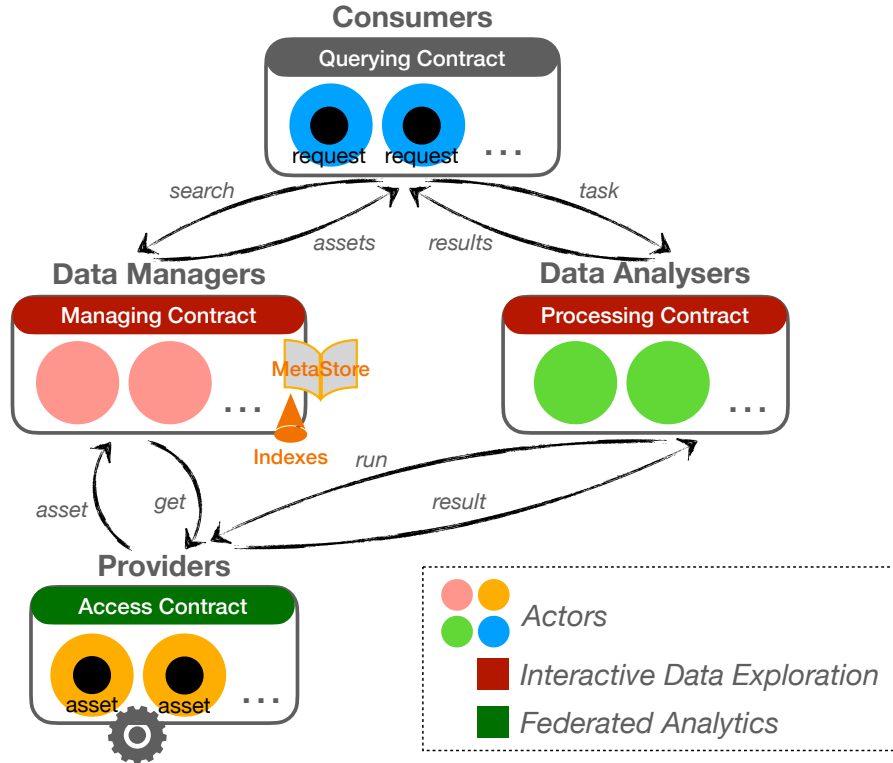 Consumers
Querying Contract
request request ...
search
task
assets
results
Data Managers
Data Analysers
Managing Contract
Processing Contract
MetaStore
...
...
Indexes
run
asset
get
result
Providers
Access Contract
asset asset ...
Actors
Interactive Data Exploration
Federated Analytics